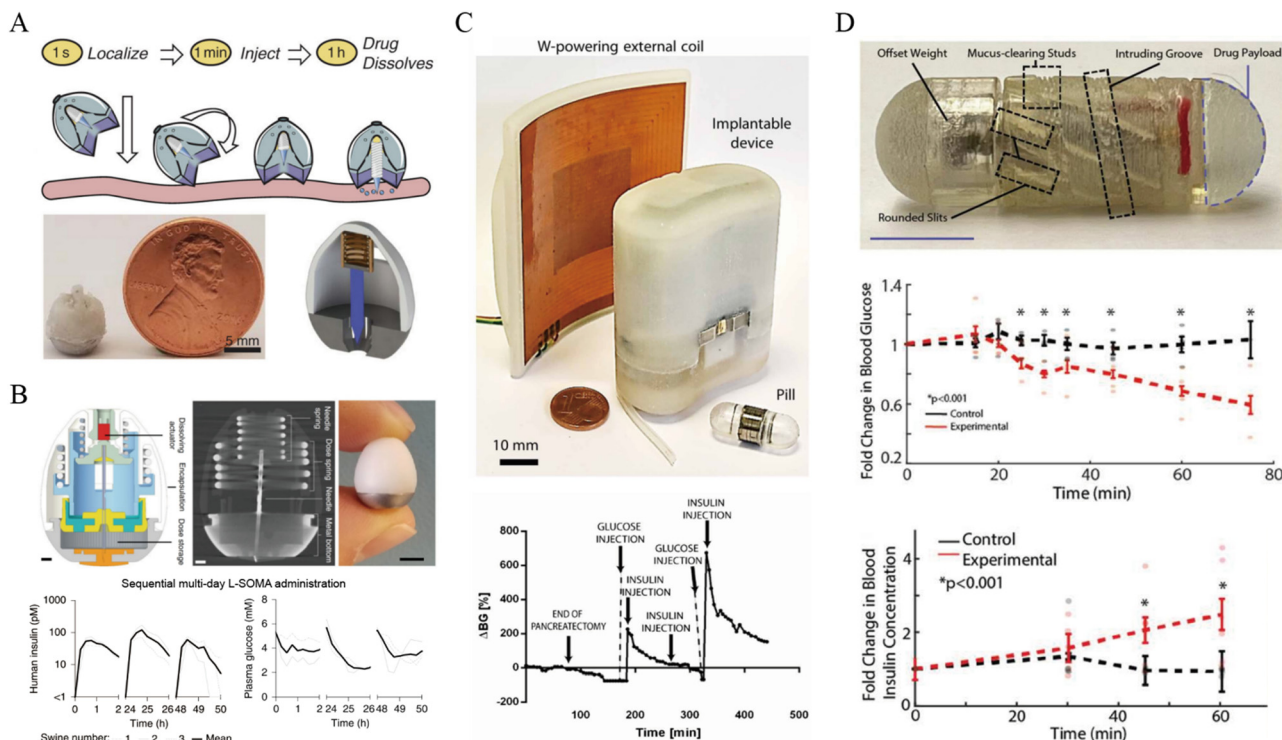 A
1 s Localize 1 min Inject 1 h Drug Dissolves
IN GOD WE TRUST
LIBERTY
5 mm
B
Dissolving actuator
Encapsulation
Dose storage
Needle spring
Dose spring
Needle
Metal bottom
Sequential multi-day L-SOMA administration
Human insulin (pM)
1000
100
10
<1
0 1 2 24 25 26 48 49 50
Time (h)
Plasma glucose (mM)
8
6
4
2
0
0 1 2 24 25 26 48 49 50
Time (h)
Swine number: 1 2 3 Mean
C
W-powering external coil
Implantable device
Pill
10 mm
ΔBG [%]
800
600
400
200
0
-200
END OF PANCREATECTOMY
GLUCOSE INJECTION
INSULIN INJECTION
INSULIN INJECTION
GLUCOSE INJECTION
INSULIN INJECTION
0 100 200 300 400 500
Time [min]
D
Offset Weight
Mucus-clearing Studs
Intruding Groove
Drug Payload
Rounded Slits
Fold Change in Blood Glucose
1.4
1
0.6
0.2
* * * * * *
*p<0.001
Control
Experimental
0 20 40 60 80
Time (min)
Fold Change in Blood Insulin Concentration
4
2
0
Control
Experimental
*p<0.001
* *
0 20 40 60
Time (min)